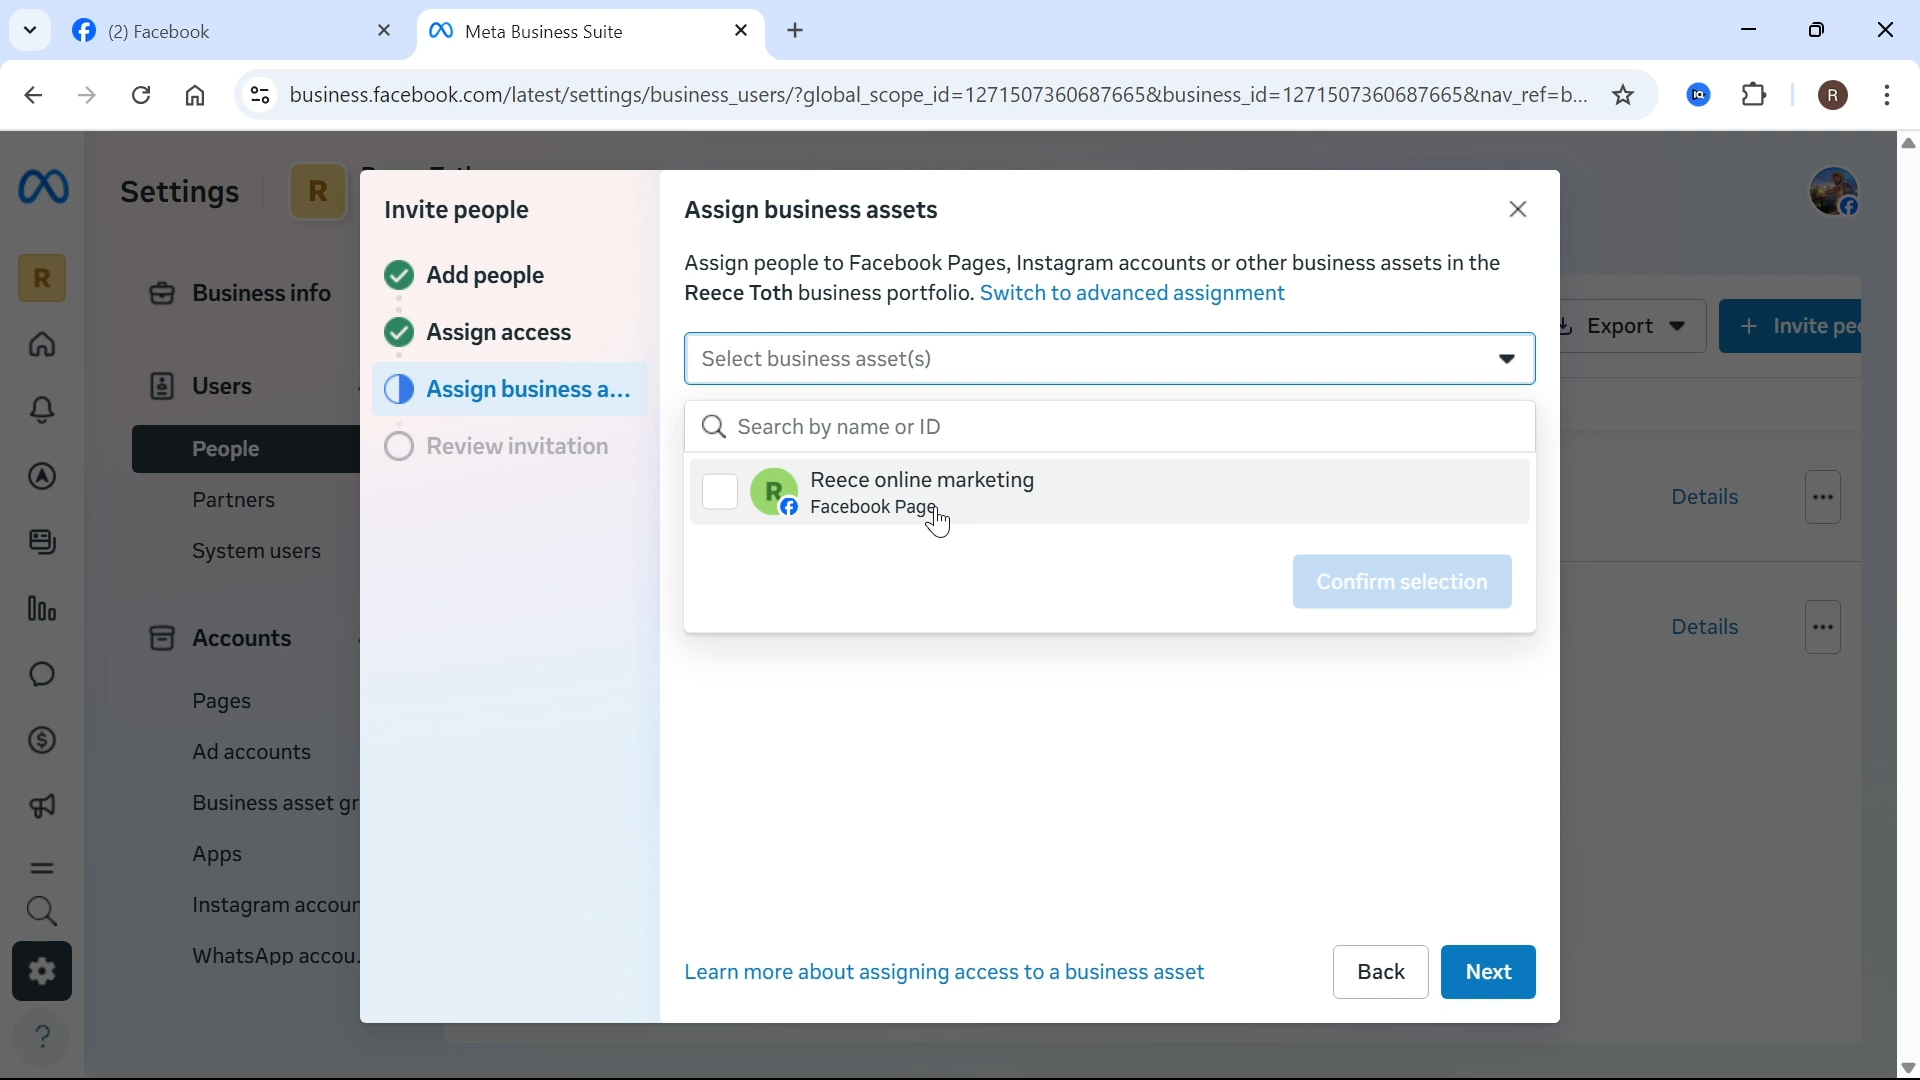 (2) Facebook
Meta Business Suite
business.facebook.com/latest/settings/business_users/?global_scope_id=1271507360687665&business_id=1271507360687665&nav_ref=b...
R
Settings
R
R
Business info
Users
People
Partners
System users
Accounts
Pages
Ad accounts
Business asset gr
Apps
Instagram accour
WhatsApp accou.
Invite people
Add people
Assign access
Assign business a...
Review invitation
Assign business assets
Assign people to Facebook Pages, Instagram accounts or other business assets in the
Reece Toth business portfolio. Switch to advanced assignment
Select business asset(s)
Search by name or ID
R
Reece online marketing
Facebook Page
Confirm selection
Learn more about assigning access to a business asset
Back
Next
Export
+ Invite pe
Details
Details